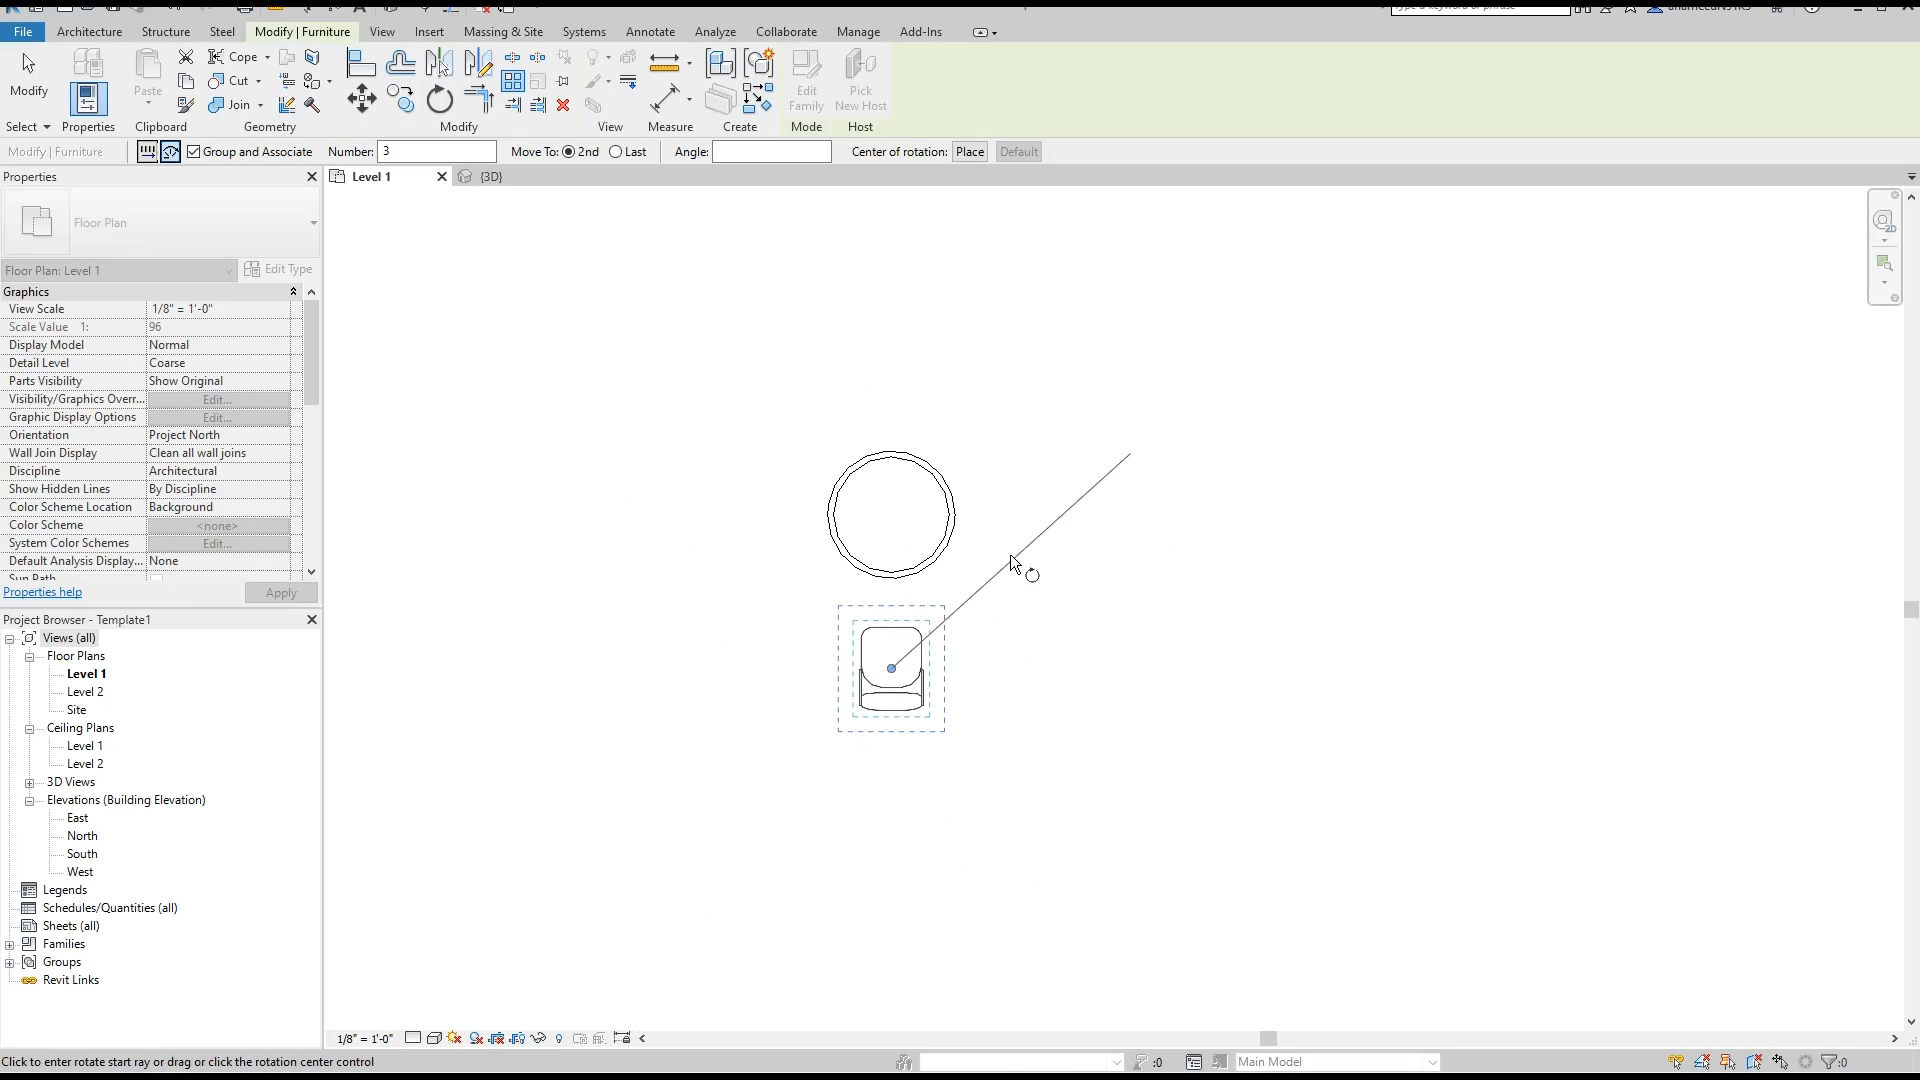 File Architecture Structure Steel Modify | Furniture View Insert Massing & Site Systems Annotate Analyze Collaborate Manage Add-Ins
Modify
Paste
Cope
Cut
Join
Edit Family
Pick New Host
Select Properties Clipboard Geometry Modify View Measure Create Mode Host
Modify | Furniture Group and Associate Number: 3 Move To: 2nd Last Angle: Center of rotation: Place Default
Properties
Level 1 {3D}
Floor Plan
Floor Plan: Level 1 Edit Type
Graphics
View Scale 1/8" = 1'-0"
Scale Value 1: 96
Display Model Normal
Detail Level Coarse
Parts Visibility Show Original
Visibility/Graphics Overr... Edit...
Graphic Display Options Edit...
Orientation Project North
Wall Join Display Clean all wall joins
Discipline Architectural
Show Hidden Lines By Discipline
Color Scheme Location Background
Color Scheme <none>
System Color Schemes Edit...
Default Analysis Display... None
Sun Path
Properties help Apply
Project Browser - Template1
Views (all)
Floor Plans
Level 1
Level 2
Site
Ceiling Plans
Level 1
Level 2
3D Views
Elevations (Building Elevation)
East
North
South
West
Legends
Schedules/Quantities (all)
Sheets (all)
Families
Groups
Revit Links
1/8" = 1'-0"
Click to enter rotate start ray or drag or click the rotation center control :0 Main Model :0